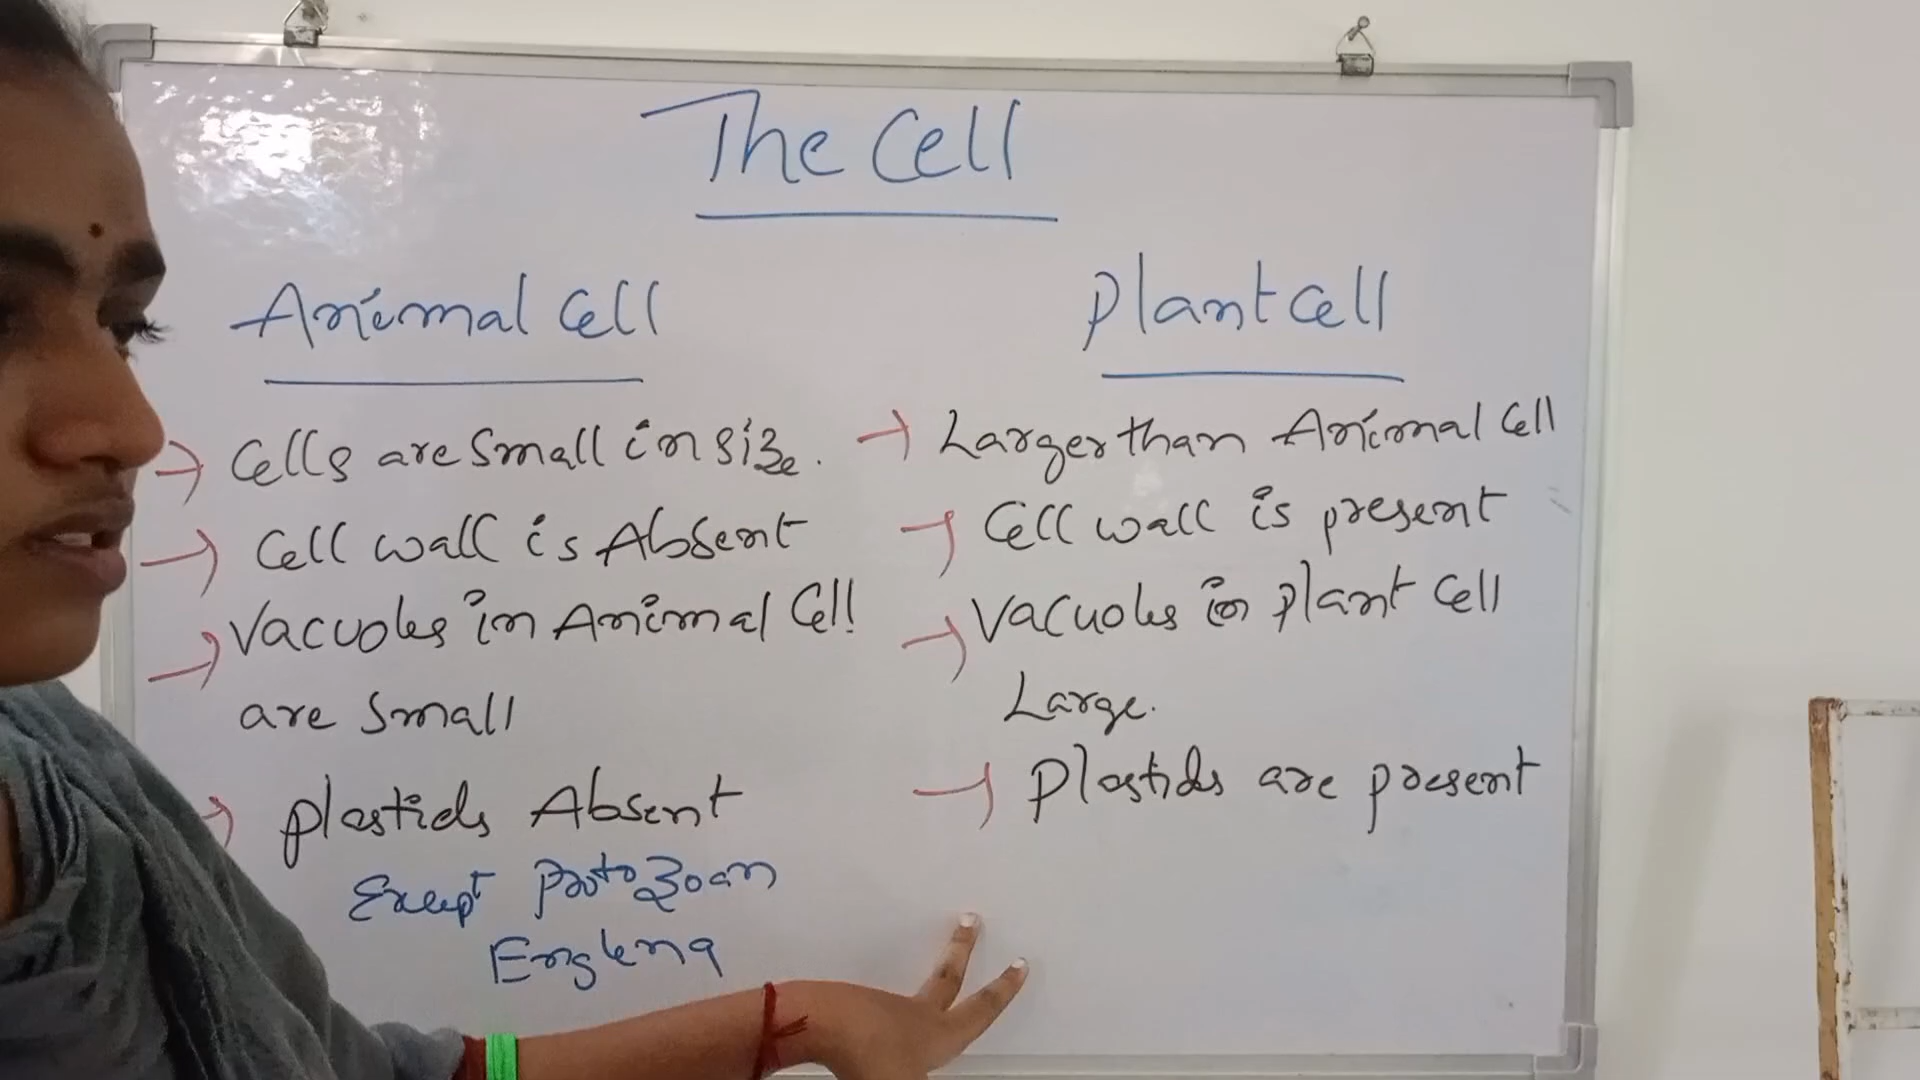 The Cell
Animal Cell
Cells are small in size.
Cell wall is Absent
Vacuoles in Animal Cell
are small
plastids Absent
Except Protozoan
Englena
Plant Cell
Larger than Animal Cell
Cell wall is present
Vacuoles in plant Cell
Large.
Plastids are present